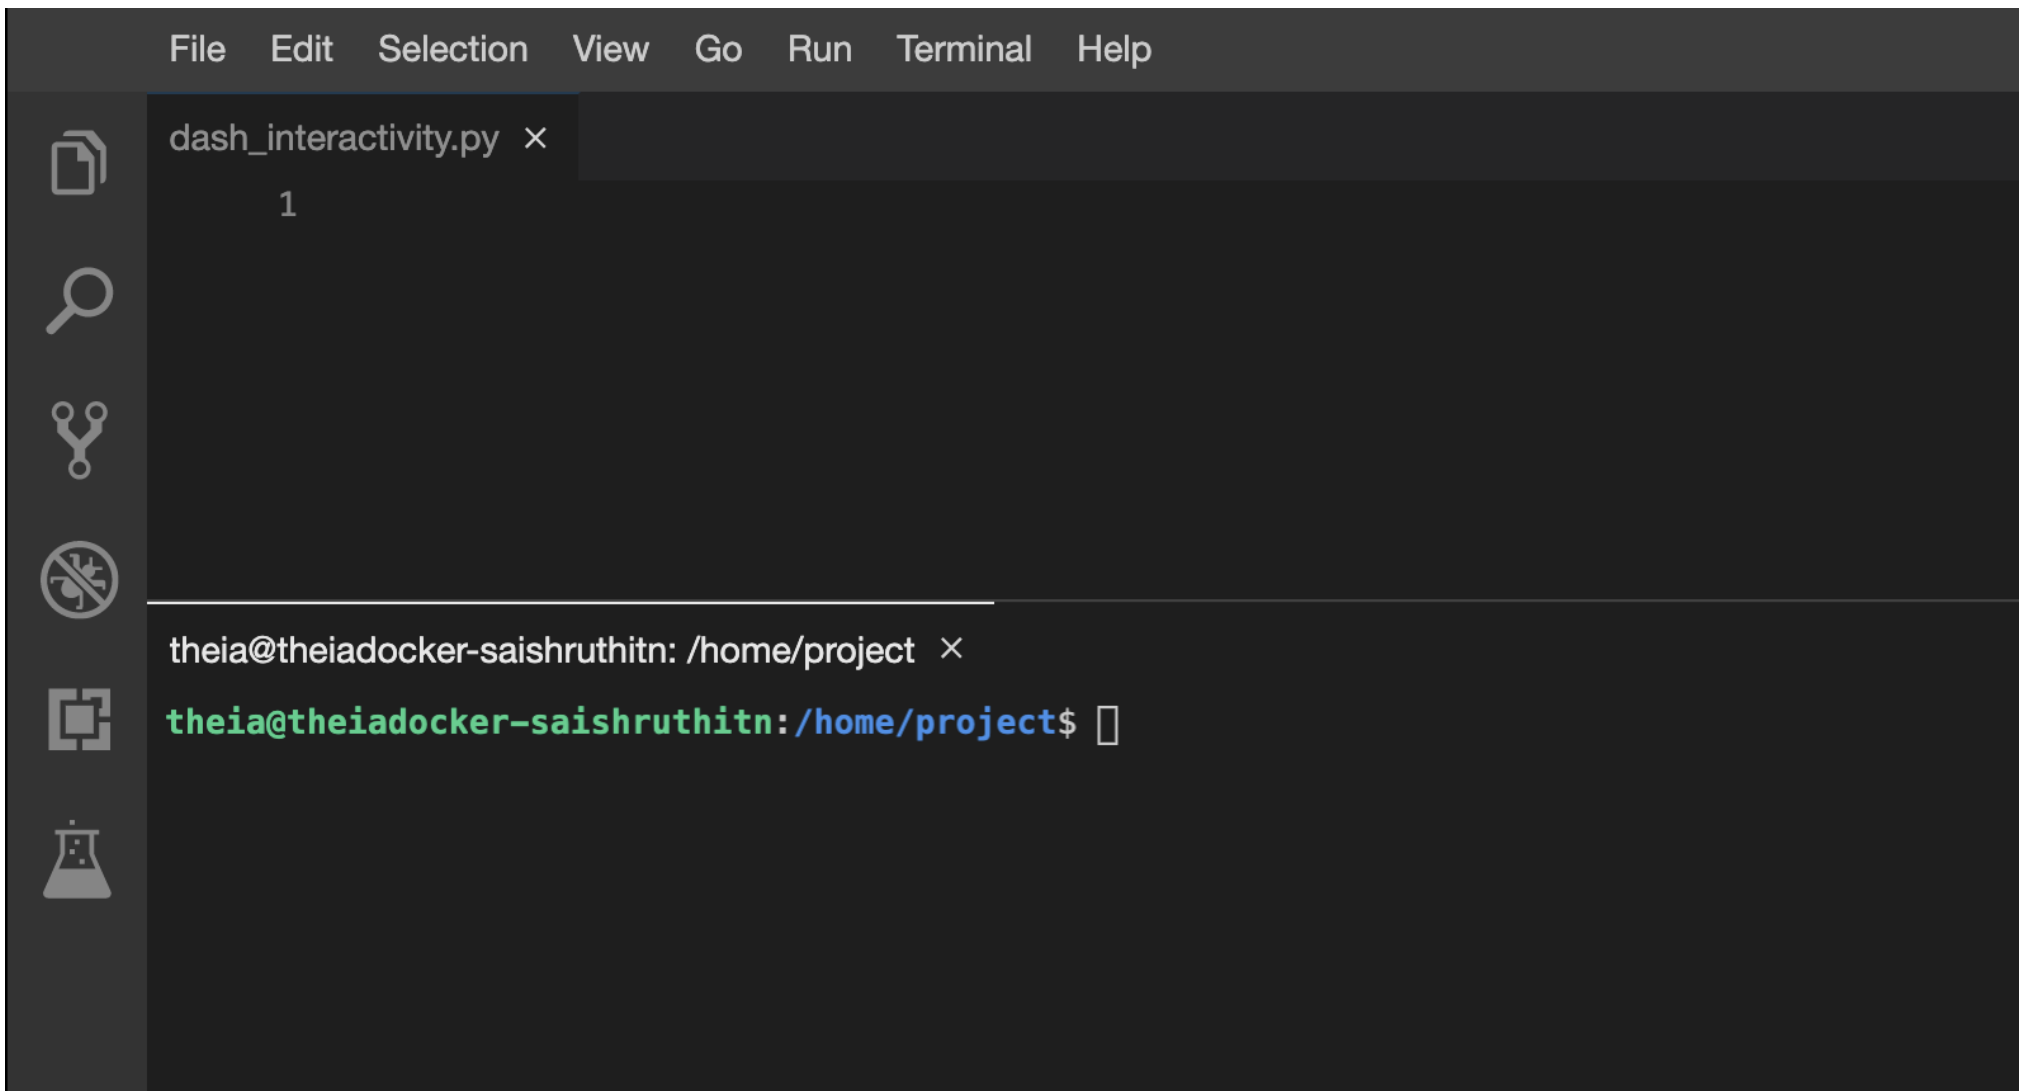 File Edit Selection View Go Run Terminal Help
dash_interactivity.py ×
1
theia@theiadocker-saishruthitn: /home/project ×
theia@theiadocker-saishruthitn:/home/project$